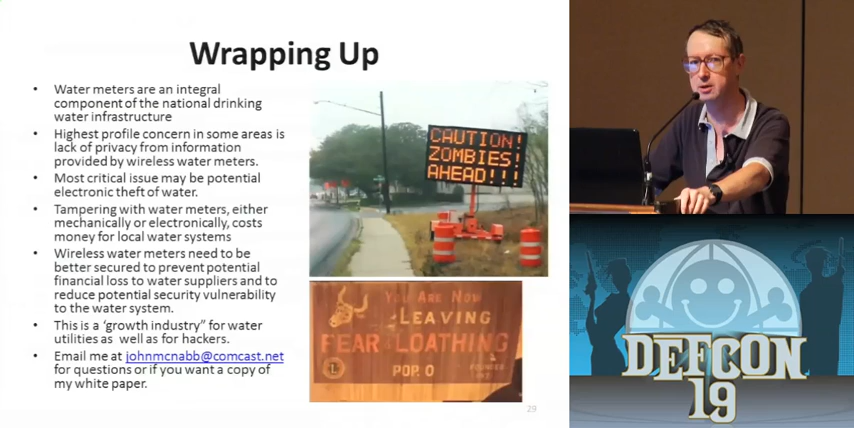 Wrapping Up
• Water meters are an integral
component of the national drinking
water infrastructure
• Highest profile concern in some areas is
lack of privacy from information
provided by wireless water meters.
• Most critical issue may be potential
electronic theft of water.
• Tampering with water meters, either
mechanically or electronically, costs
money for local water systems
• Wireless water meters need to be
better secured to prevent potential
financial loss to water suppliers and to
reduce potential security vulnerability
to the water system.
• This is a ‘growth industry” for water
utilities as well as for hackers.
• Email me at johnmcnabb@comcast.net
for questions or if you want a copy of
my white paper.
CAUTION!
ZOMBIES!
AHEAD!!!
You Are Now
LEAVING
FEAR LOATHING
POP. 0
FOUNDED
29
DEFCON
19